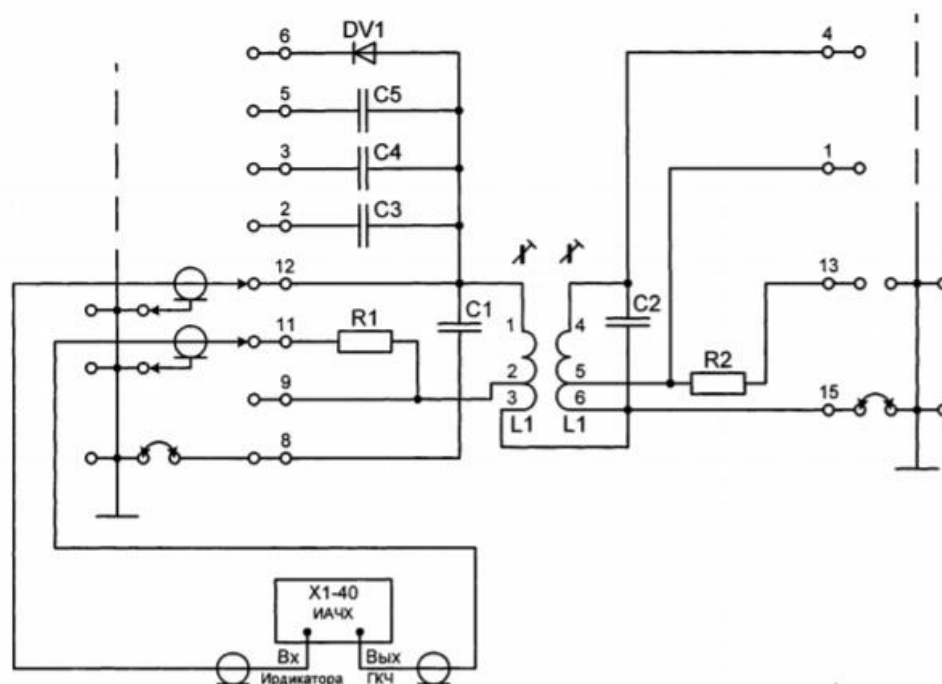 DV1
6 4
C5
5
C4
3 1
C3
2
12 13
C1 C2
R1 1 4
11
R2
2 5
9 3 6 15
L1 L1
8
X1-40
ИАЧХ
Вх Вых
Ирдикатора ГКЧ